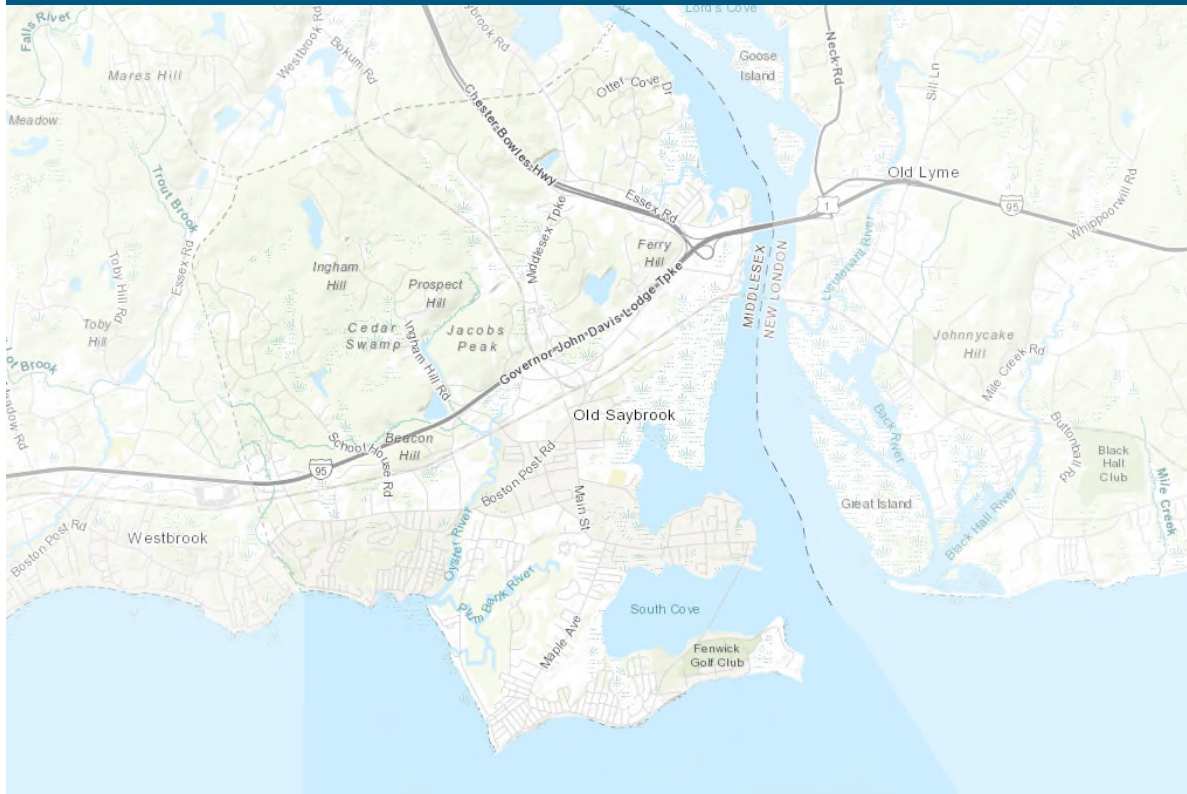 Falls River
Westbrook Rd
Bokum Rd
Mares Hill
Meadow
Chester Bowles Hwy
Otter Cove Dr
Lord's Cove
Goose
Island
Neck Rd
Sill Ln
Old Lyme
1
95
Whippoorwill Rd
Trout Brook
Essex Rd
Toby Hill Rd
Toby
Hill
Ingham
Hill
Prospect
Hill
Cedar
Swamp
Jacobs
Peak
Ingham Hill Rd
Middlesex Tpke
Essex Rd
Ferry
Hill
Governor John Davis Lodge Tpke
MIDDLESEX
NEW LONDON
Lieutenant River
Johnnycake
Hill
Mile Creek Rd
Back River
Buttonball Rd
Black
Hall
Club
Mile Creek
Old Saybrook
Beacon
Hill
School House Rd
95
Boston Post Rd
Main St
Great Island
Black Hall River
Boston Post Rd
Westbrook
Oyster River
Plum Bank River
South Cove
Maple Ave
Fenwick
Golf Club